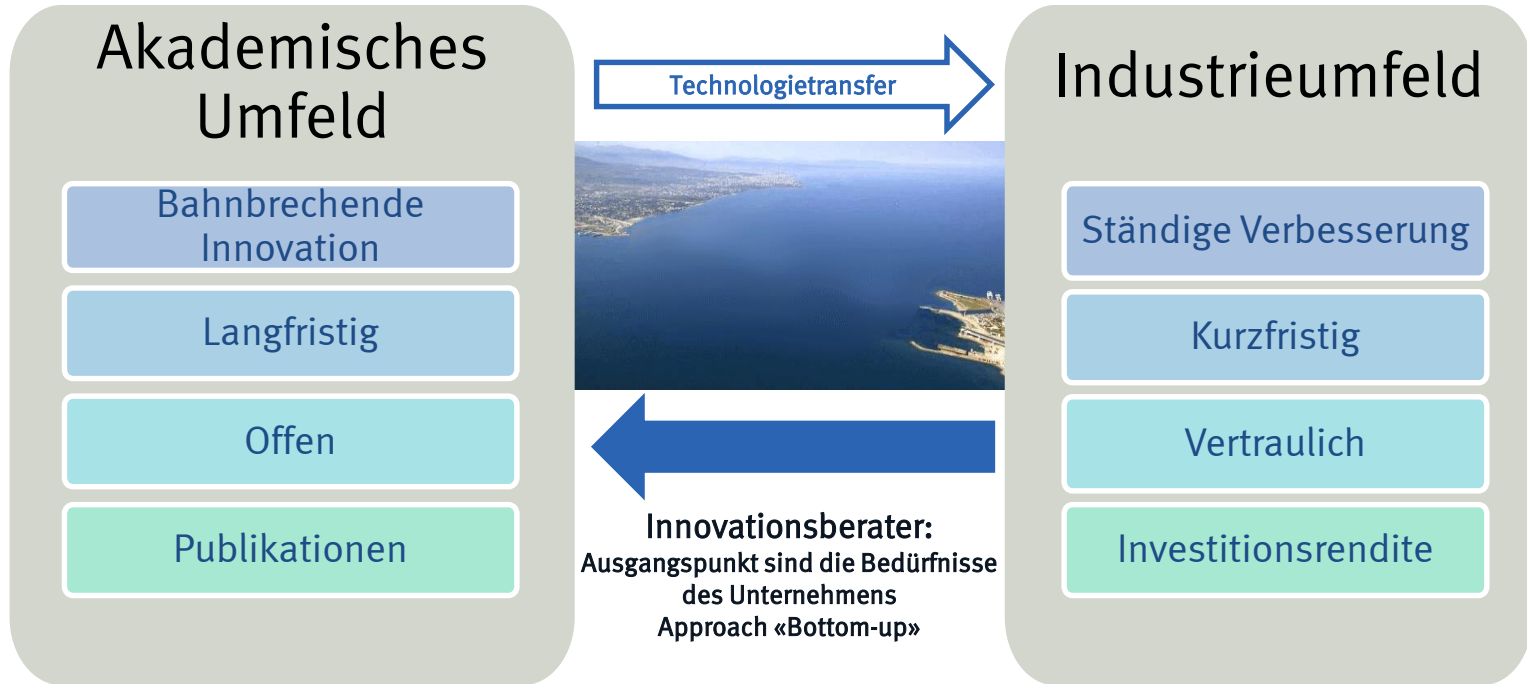 Akademisches
Umfeld
Bahnbrechende
Innovation
Langfristig
Offen
Publikationen
Technologietransfer
Innovationsberater:
Ausgangspunkt sind die Bedürfnisse
des Unternehmens
Approach «Bottom-up»
Industrieumfeld
Ständige Verbesserung
Kurzfristig
Vertraulich
Investitionsrendite